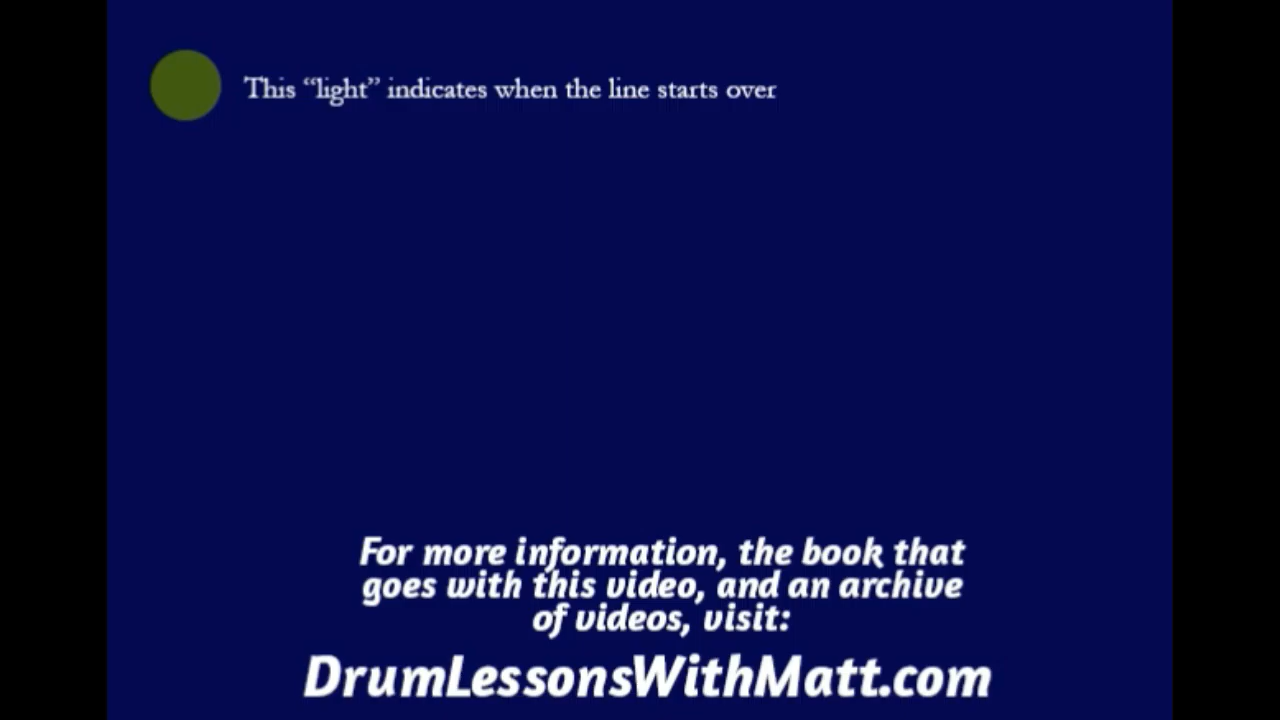 This “light” indicates when the line starts over
For more information, the book that
goes with this video, and an archive
of videos, visit:
DrumLessonsWithMatt.com